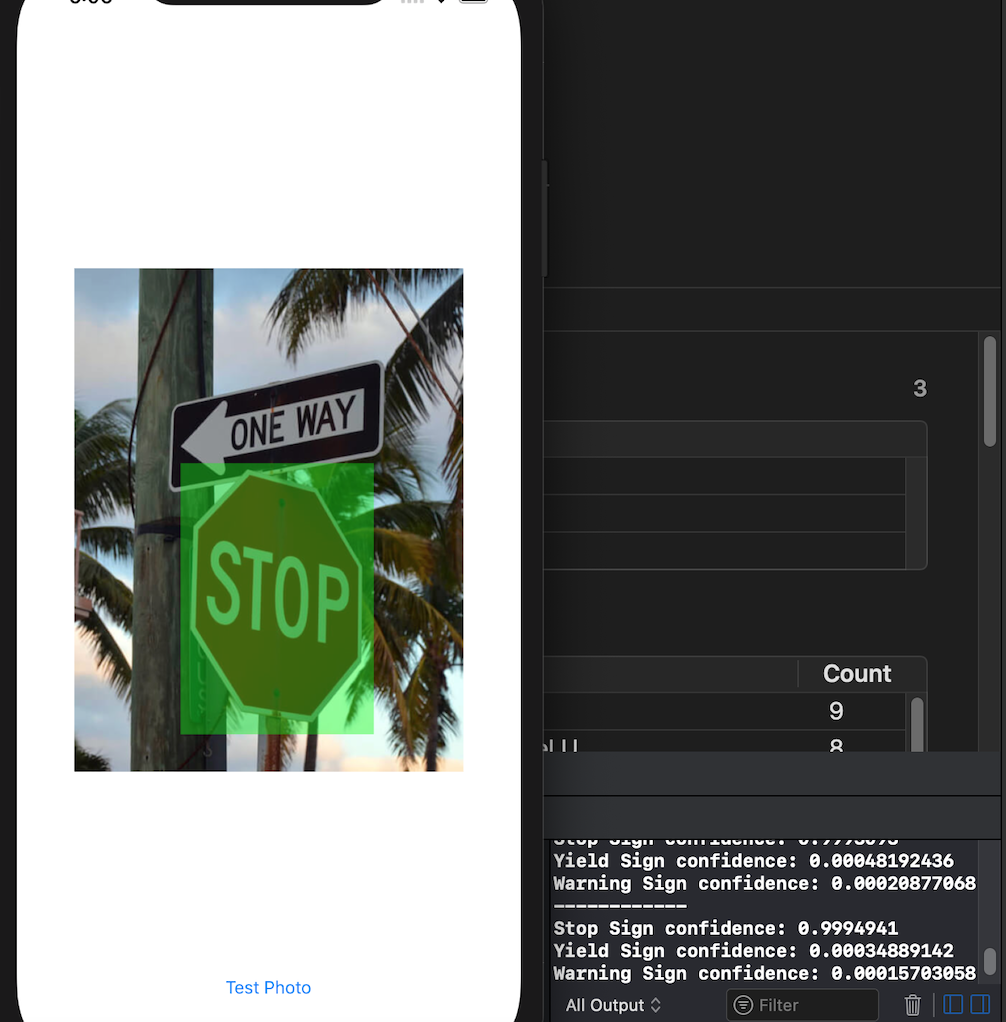 ONE WAY
STOP
Test Photo
3
Count
9
8
Yield Sign confidence: 0.00048192436
Warning Sign confidence: 0.00020877068
------------
Stop Sign confidence: 0.9994941
Yield Sign confidence: 0.00034889142
Warning Sign confidence: 0.00015703058
All Output
Filter